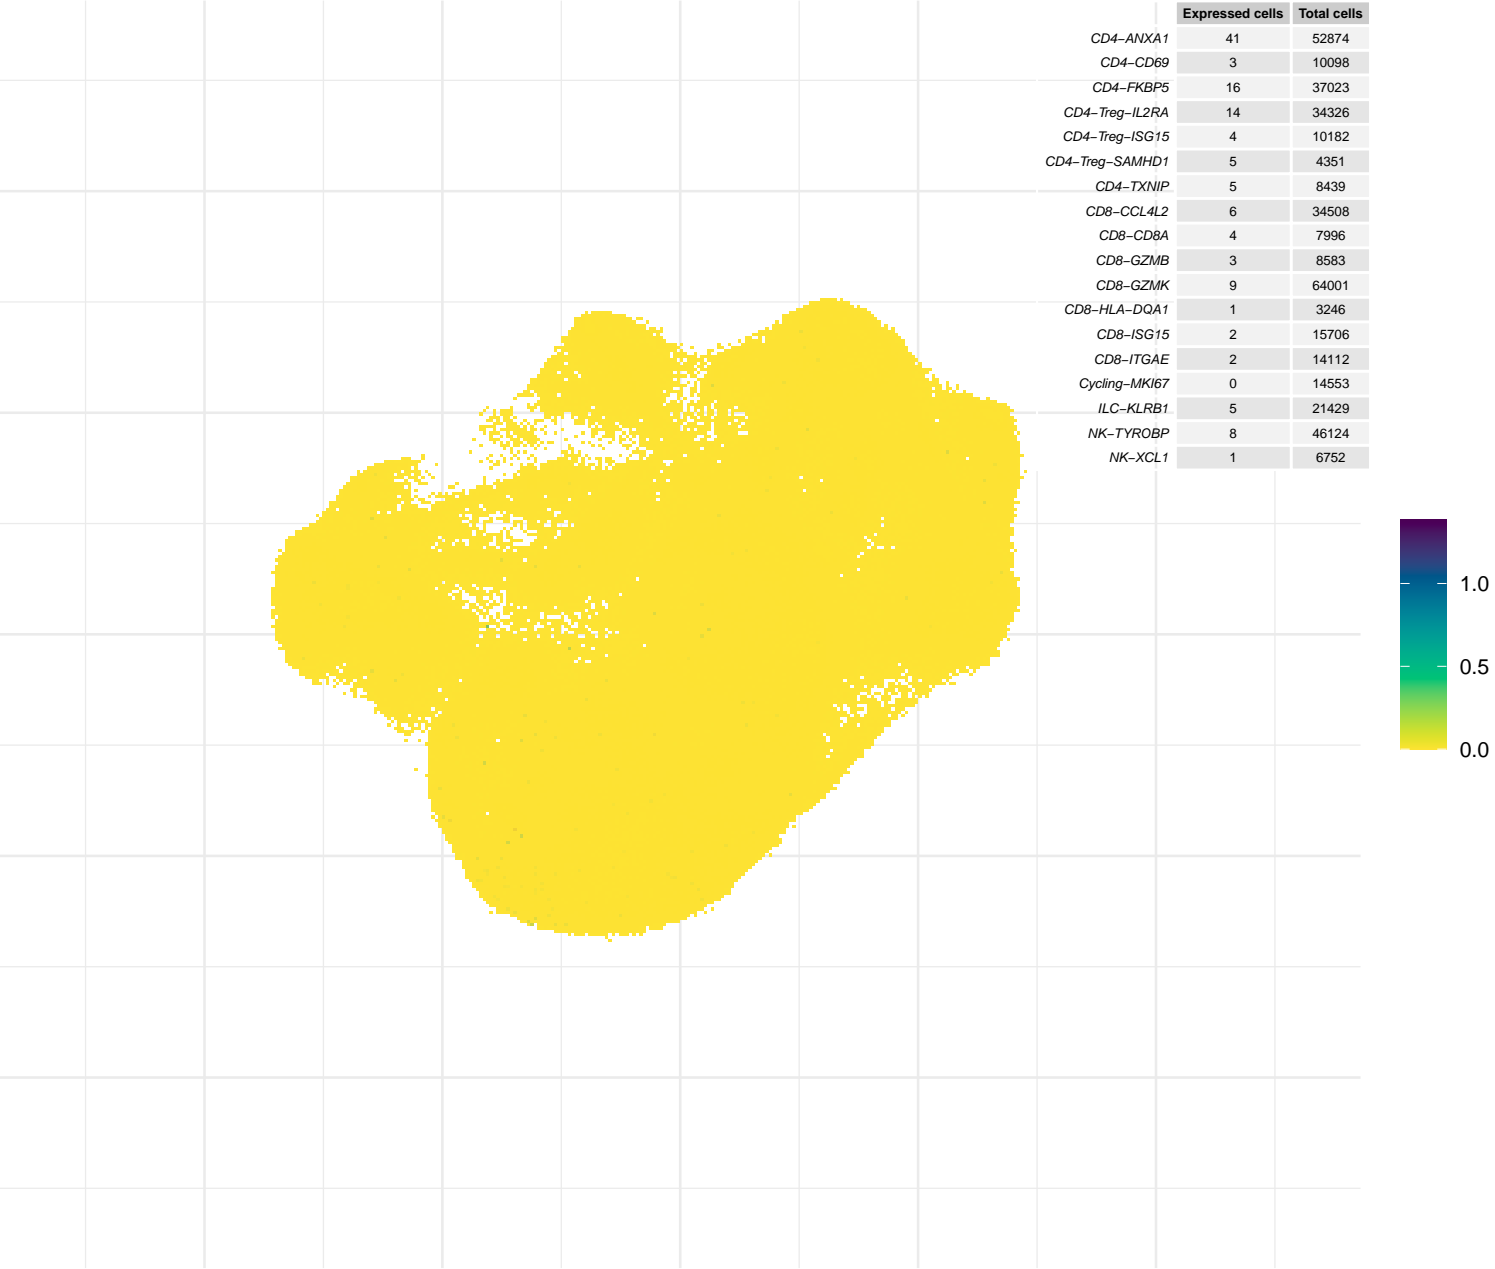 Expressed cells Total cells
CD4−ANXA1 41 52874
CD4−CD69 3 10098
CD4−FKBP5 16 37023
CD4−Treg−IL2RA 14 34326
CD4−Treg−ISG15 4 10182
CD4−Treg−SAMHD1 5 4351
CD4−TXNIP 5 8439
CD8−CCL4L2 6 34508
CD8−CD8A 4 7996
CD8−GZMB 3 8583
CD8−GZMK 9 64001
CD8−HLA−DQA1 1 3246
CD8−ISG15 2 15706
CD8−ITGAE 2 14112
Cycling−MKI67 0 14553
ILC−KLRB1 5 21429
NK−TYROBP 8 46124
NK−XCL1 1 6752
1.0
0.5
0.0